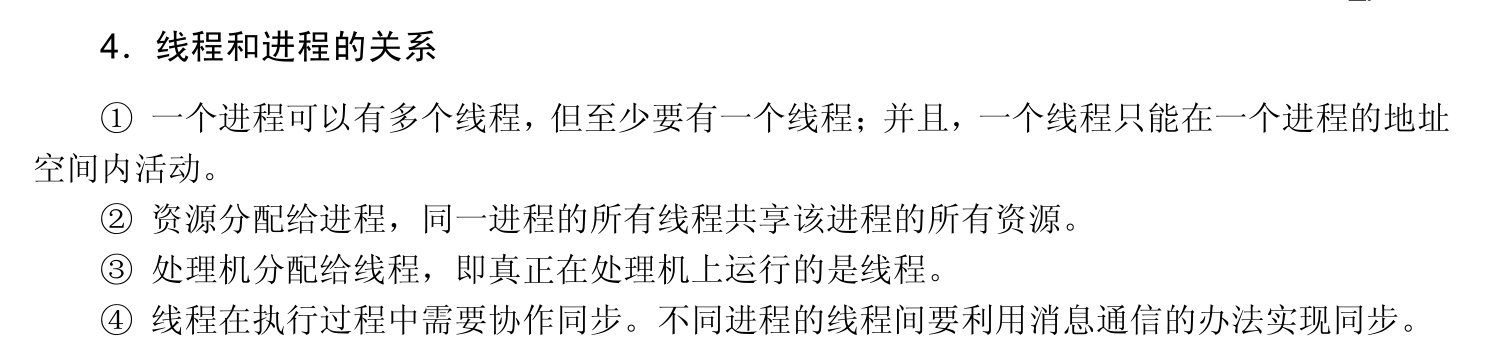 4．线程和进程的关系
① 一个进程可以有多个线程，但至少要有一个线程；并且，一个线程只能在一个进程的地址
空间内活动。
② 资源分配给进程，同一进程的所有线程共享该进程的所有资源。
③ 处理机分配给线程，即真正在处理机上运行的是线程。
④ 线程在执行过程中需要协作同步。不同进程的线程间要利用消息通信的办法实现同步。